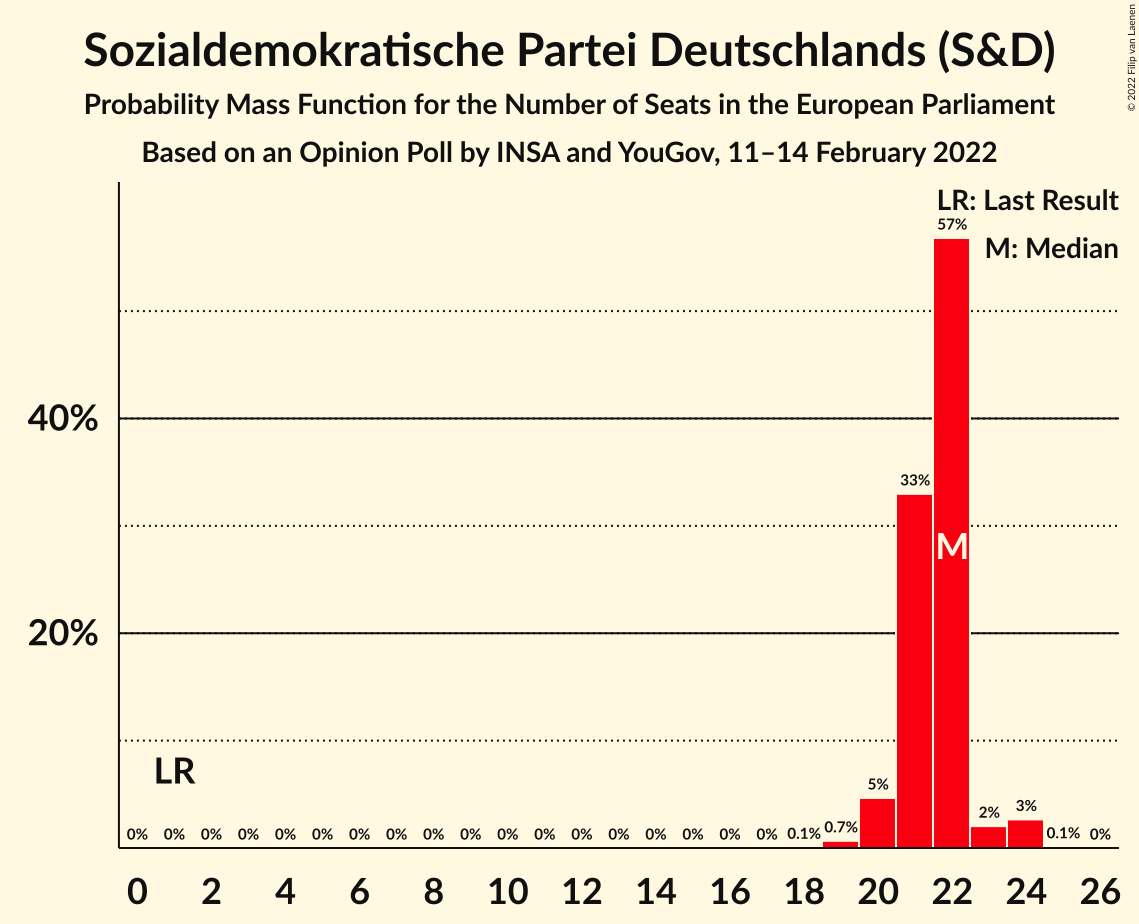 Sozialdemokratische Partei Deutschlands (S&D)
Probability Mass Function for the Number of Seats in the European Parliament
Based on an Opinion Poll by INSA and YouGov, 11–14 February 2022
© 2022 Filip van Laenen
LR: Last Result
57%
M: Median
40%
33%
M
20%
LR
5%
3%
2%
0% 0% 0% 0% 0% 0% 0% 0% 0% 0% 0% 0% 0% 0% 0% 0% 0% 0% 0.1% 0.7% 0.1% 0%
0 2 4 6 8 10 12 14 16 18 20 22 24 26